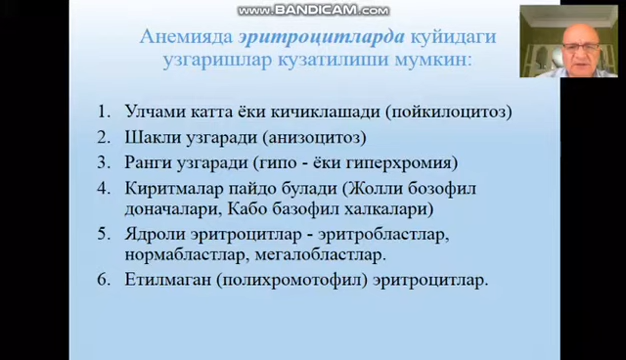 WWW.BANDICAM.COM
Анемияда эритроцитларда куйидаги
узгаришлар кузатилиши мумкин:
1. Улчами катта ёки кичиклашади (пойкилоцитоз)
2. Шакли узгаради (анизоцитоз)
3. Ранги узгаради (гипо - ёки гиперхромия)
4. Киритмалар пайдо булади (Жолли бозофил
доначалари, Кабо базофил халкалари)
5. Ядроли эритроцитлар - эритробластлар,
нормабластлар, мегалобластлар.
6. Етилмаган (полихромотофил) эритроцитлар.